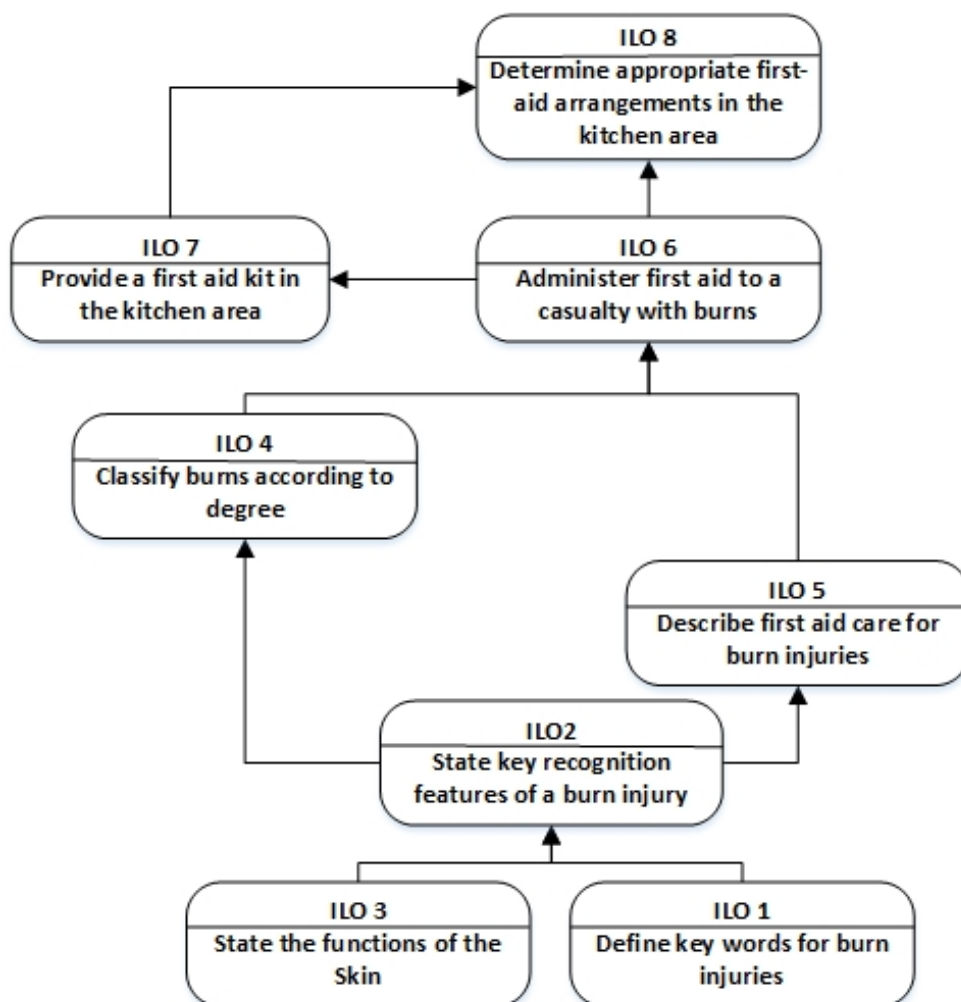 ILO 8
Determine appropriate first-
aid arrangements in the
kitchen area
ILO 7
Provide a first aid kit in
the kitchen area
ILO 6
Administer first aid to a
casualty with burns
ILO 4
Classify burns according to
degree
ILO 5
Describe first aid care for
burn injuries
ILO2
State key recognition
features of a burn injury
ILO 3
State the functions of the
Skin
ILO 1
Define key words for burn
injuries